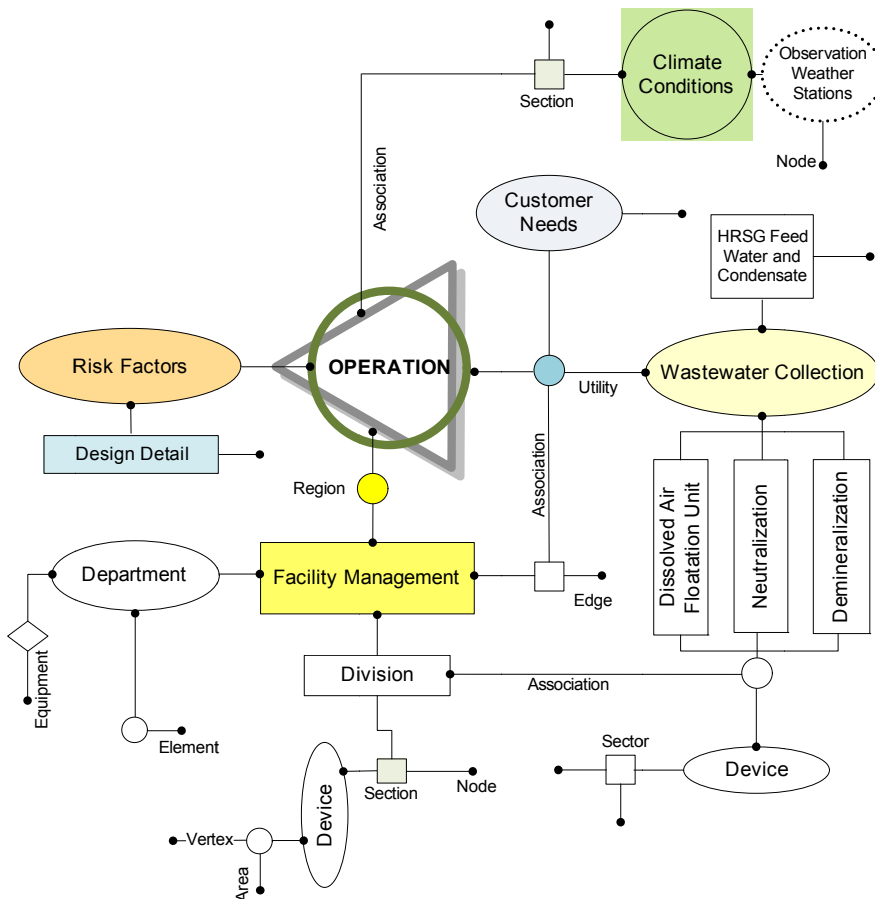 Climate
Conditions
Observation
Weather
Stations
Section
Node
Association
Customer
Needs
HRSG Feed
Water and
Condensate
Risk Factors
OPERATION
Utility
Wastewater Collection
Design Detail
Region
Association
Dissolved Air
Floatation Unit
Neutralization
Demineralization
Department
Facility Management
Edge
Equipment
Division
Association
Element
Sector
Device
Section
Node
Device
Vertex
Area